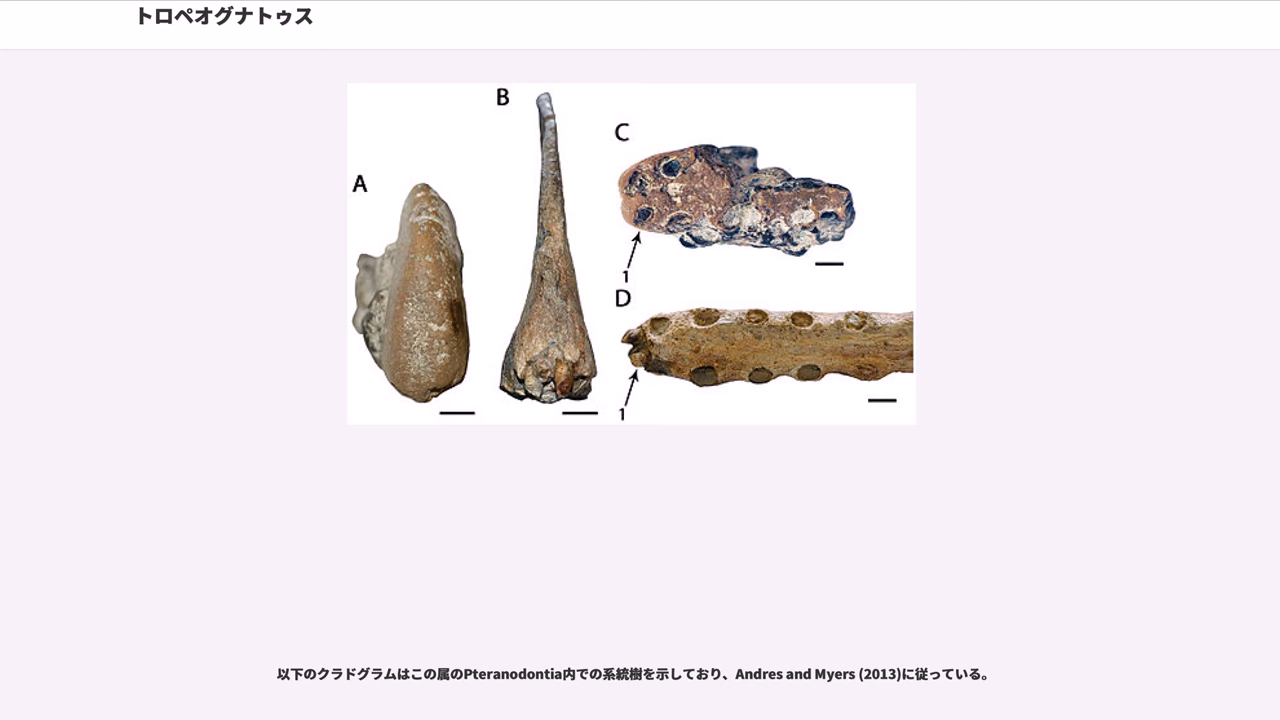 トロペオグナトゥス
B
C
A
1
D
1
以下のクラドグラムはこの属のPteranodontia内での系統樹を示しており、Andres and Myers (2013)に従っている。